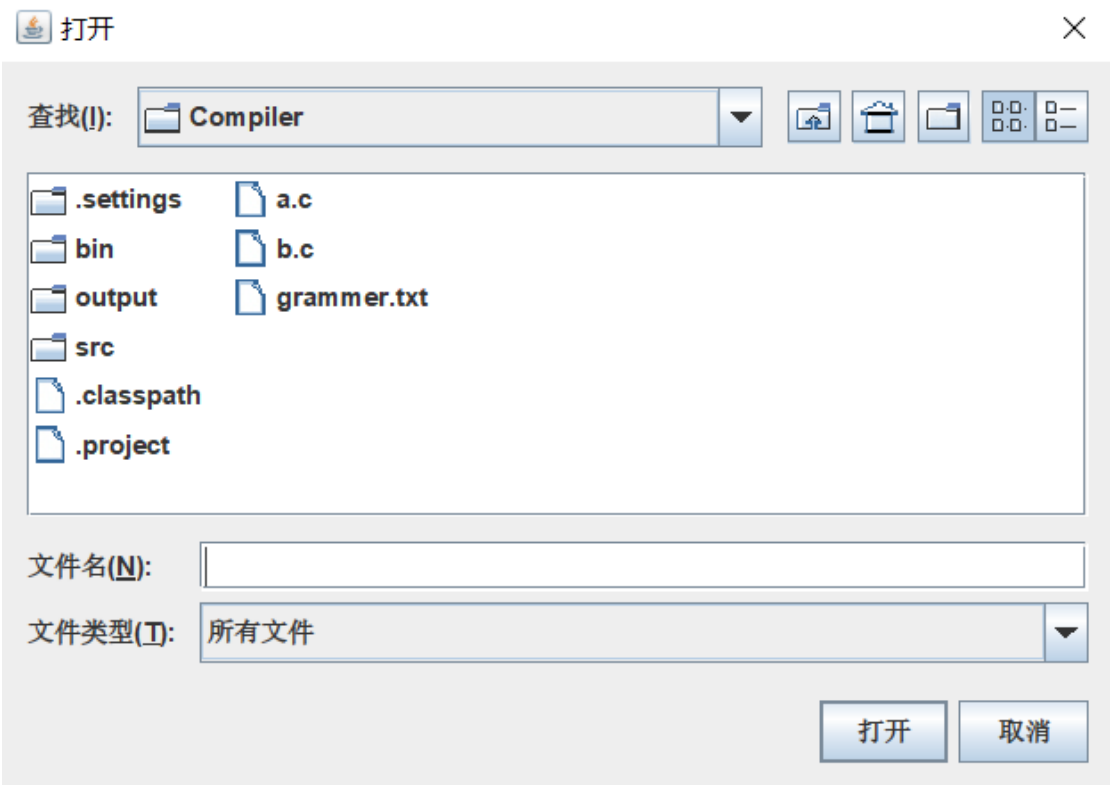 打开
查找(I): Compiler
.settings a.c
bin b.c
output grammer.txt
src
.classpath
.project
文件名(N):
文件类型(T): 所有文件
打开 取消